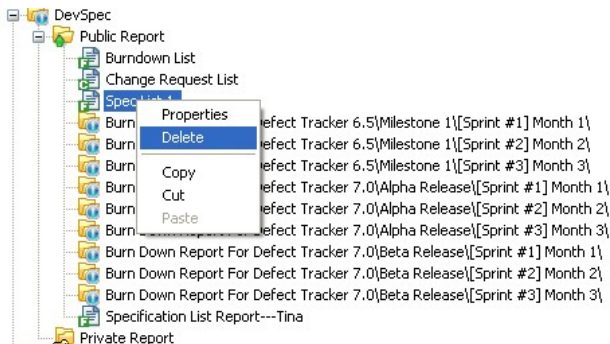 DevSpec
Public Report
Burndown List
Change Request List
Spec List 1
Properties
Delete
Copy
Cut
Paste
Burn efect Tracker 6.5\Milestone 1\[Sprint #1] Month 1\
Burn efect Tracker 6.5\Milestone 1\[Sprint #2] Month 2\
Burn efect Tracker 6.5\Milestone 1\[Sprint #3] Month 3\
Burn efect Tracker 7.0\Alpha Release\[Sprint #1] Month 1\
Burn efect Tracker 7.0\Alpha Release\[Sprint #2] Month 2\
Burn Down Report For Defect Tracker 7.0\Alpha Release\[Sprint #3] Month 3\
Burn Down Report For Defect Tracker 7.0\Beta Release\[Sprint #1] Month 1\
Burn Down Report For Defect Tracker 7.0\Beta Release\[Sprint #2] Month 2\
Burn Down Report For Defect Tracker 7.0\Beta Release\[Sprint #3] Month 3\
Specification List Report---Tina
Private Report